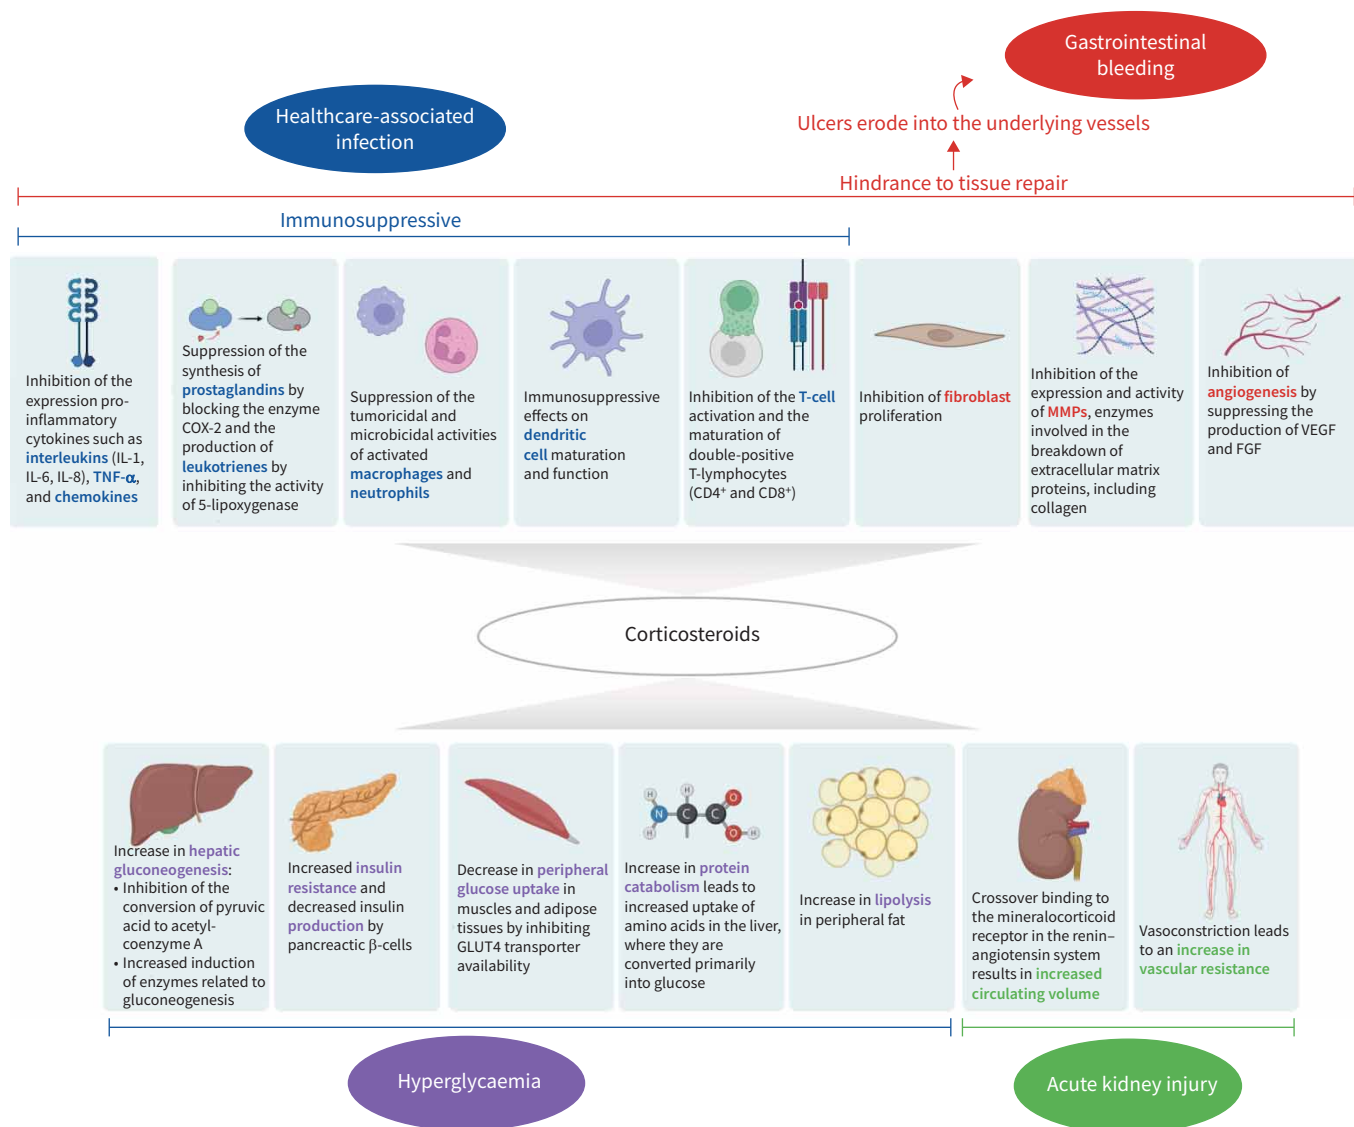 Gastrointestinal
bleeding
Healthcare-associated
infection
Ulcers erode into the underlying vessels
Hindrance to tissue repair
Immunosuppressive
Inhibition of the
expression pro-
inflammatory
cytokines such as
interleukins (IL-1,
IL-6, IL-8), TNF-α,
and chemokines
Suppression of the
synthesis of
prostaglandins by
blocking the enzyme
COX-2 and the
production of
leukotrienes by
inhibiting the activity
of 5-lipoxygenase
Suppression of the
tumoricidal and
microbicidal activities
of activated
macrophages and
neutrophils
Immunosuppressive
effects on
dendritic
cell maturation
and function
Inhibition of the T-cell
activation and the
maturation of
double-positive
T-lymphocytes
(CD4⁺ and CD8⁺)
Inhibition of fibroblast
proliferation
Inhibition of the
expression and activity
of MMPs, enzymes
involved in the
breakdown of
extracellular matrix
proteins, including
collagen
Inhibition of
angiogenesis by
suppressing the
production of VEGF
and FGF
Corticosteroids
Increase in hepatic
gluconeogenesis:
• Inhibition of the
conversion of pyruvic
acid to acetyl-
coenzyme A
• Increased induction
of enzymes related to
gluconeogenesis
Increased insulin
resistance and
decreased insulin
production by
pancreactic β-cells
Decrease in peripheral
glucose uptake in
muscles and adipose
tissues by inhibiting
GLUT4 transporter
availability
H
H
O
N
C
C
H
O
H
Increase in protein
catabolism leads to
increased uptake of
amino acids in the liver,
where they are
converted primarily
into glucose
Increase in lipolysis
in peripheral fat
Crossover binding to
the mineralocorticoid
receptor in the renin–
angiotensin system
results in increased
circulating volume
Vasoconstriction leads
to an increase in
vascular resistance
Hyperglycaemia
Acute kidney injury